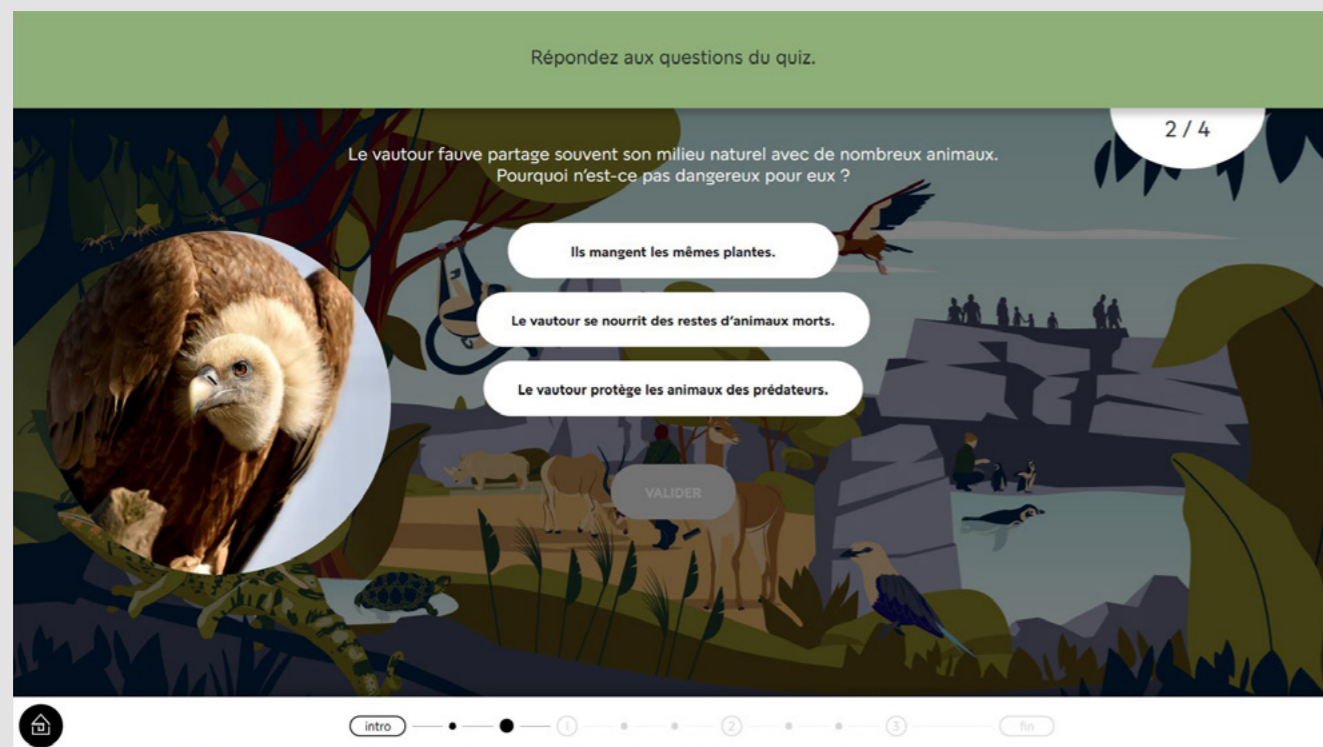 Répondez aux questions du quiz.
2 / 4
Le vautour fauve partage souvent son milieu naturel avec de nombreux animaux.
Pourquoi n'est-ce pas dangereux pour eux ?
Ils mangent les mêmes plantes.
Le vautour se nourrit des restes d'animaux morts.
Le vautour protège les animaux des prédateurs.
VALIDER
intro 1 2 3 fin